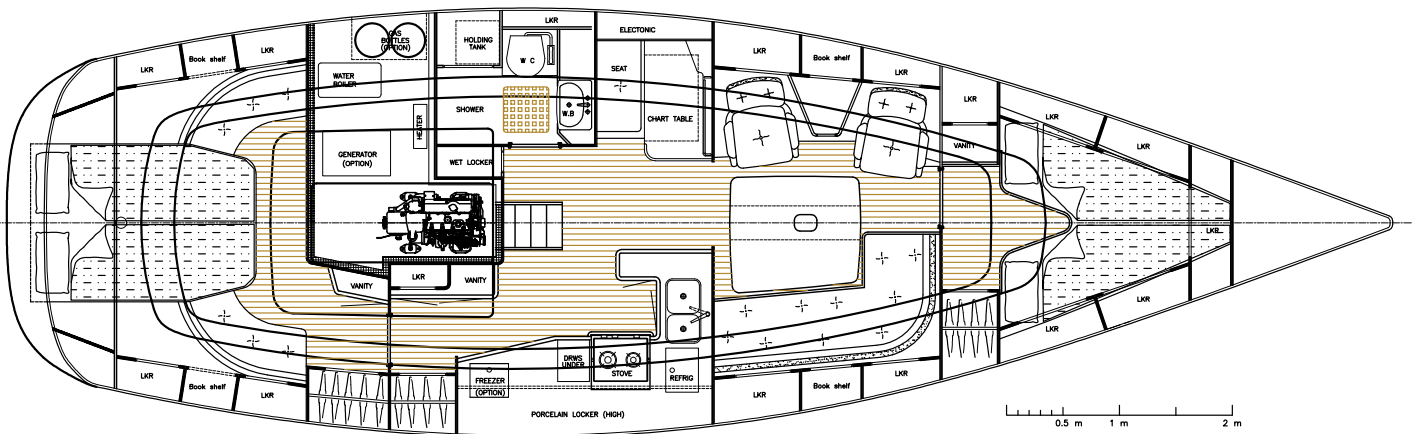 LKR
Book shelf
LKR
GAS
BOTTLES
(OPTION)
WATER
BOILER
HEATER
GENERATOR
(OPTION)
HOLDING
TANK
SHOWER
WET LOCKER
LKR
W C
W.B
ELECTONIC
SEAT
CHART TABLE
LKR
Book shelf
LKR
LKR
VANITY
LKR
LKR
LKR
LKR
LKR
LKR
VANITY
LKR
VANITY
LKR
Book shelf
LKR
FREEZER
(OPTION)
DRWS
UNDER
STOVE
REFRIG
PORCELAIN LOCKER (HIGH)
LKR
Book shelf
LKR
0.5 m
1 m
2 m